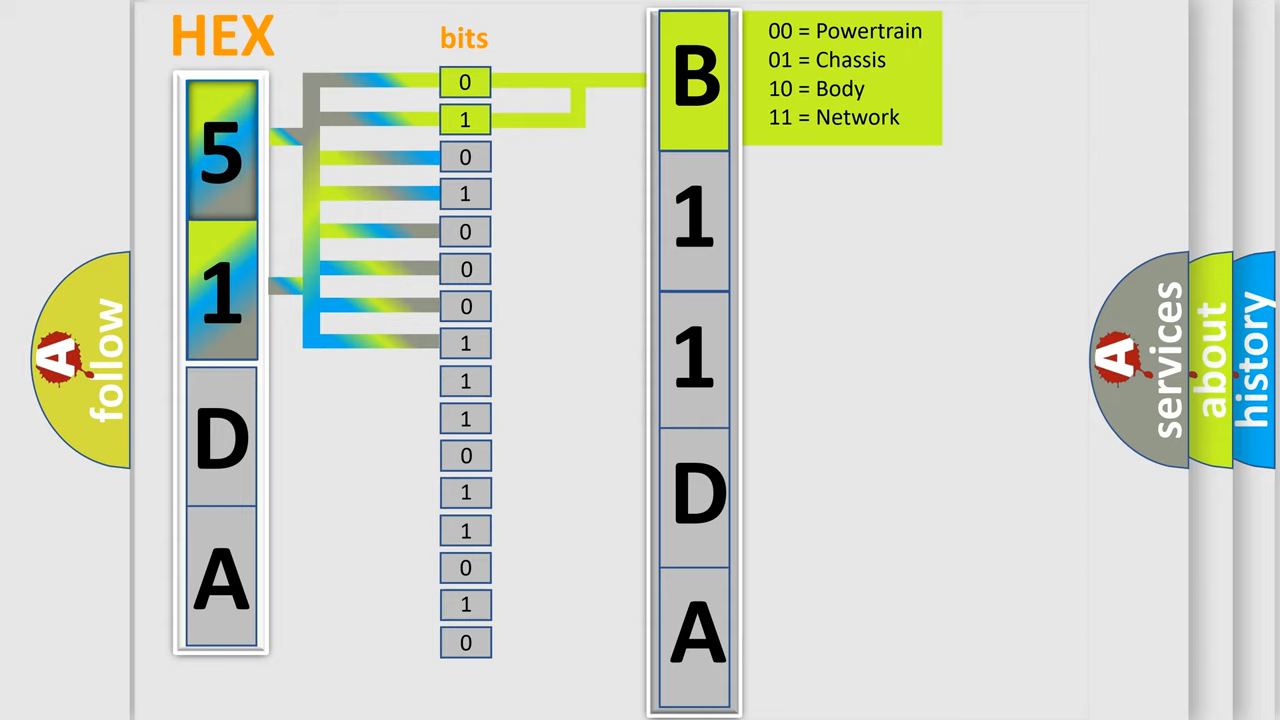 HEX
bits
5
1
D
A
0
1
0
1
0
0
0
1
1
1
0
1
1
0
1
0
B
1
1
D
A
00 = Powertrain
01 = Chassis
10 = Body
11 = Network
A
follow
A
services
about
history